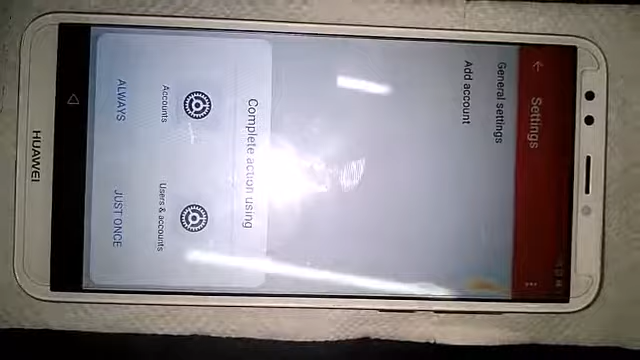 Settings
General settings
Add account
Complete action using
Accounts
Users & accounts
ALWAYS
JUST ONCE
HUAWEI